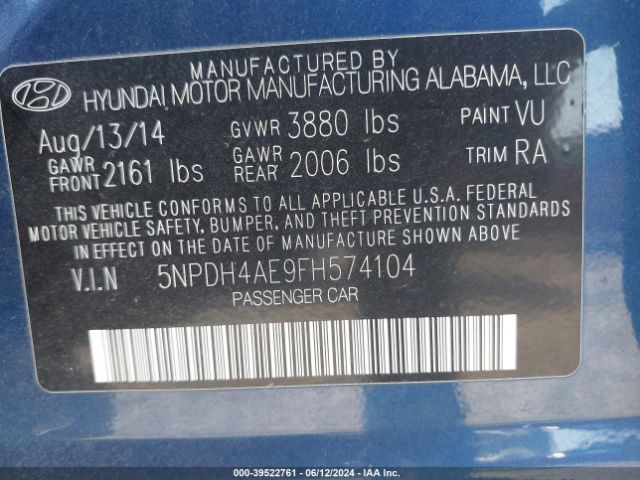 MANUFACTURED BY
HYUNDAI MOTOR MANUFACTURING ALABAMA, LLC
Aug/13/14 GVWR 3880 lbs PAINT VU
GAWR FRONT 2161 lbs GAWR REAR 2006 lbs TRIM RA
THIS VEHICLE CONFORMS TO ALL APPLICABLE U.S.A. FEDERAL
MOTOR VEHICLE SAFETY, BUMPER, AND THEFT PREVENTION STANDARDS
IN EFFECT ON THE DATE OF MANUFACTURE SHOWN ABOVE
V.I.N 5NPDH4AE9FH574104
PASSENGER CAR
000-39522761 - 06/12/2024 - IAA Inc.